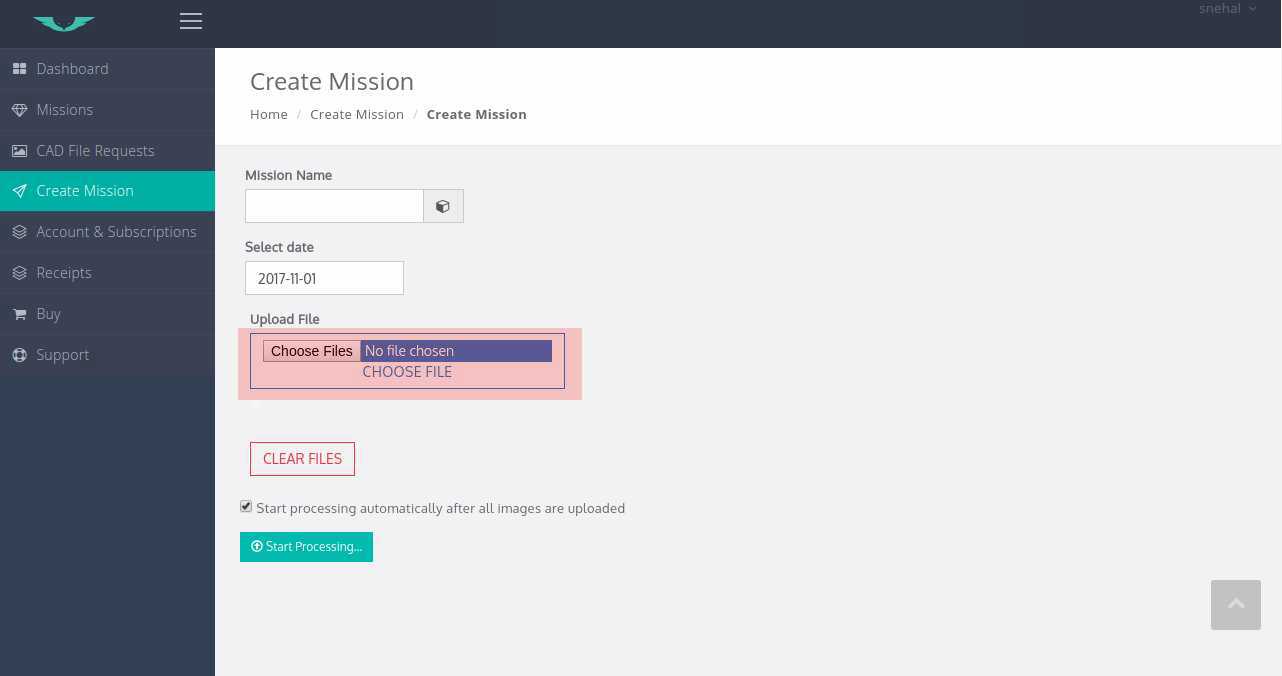 snehal
Dashboard
Missions
CAD File Requests
Create Mission
Account & Subscriptions
Receipts
Buy
Support
Create Mission
Home / Create Mission / Create Mission
Mission Name
Select date
2017-11-01
Upload File
Choose Files No file chosen
CHOOSE FILE
CLEAR FILES
Start processing automatically after all images are uploaded
Start Processing...